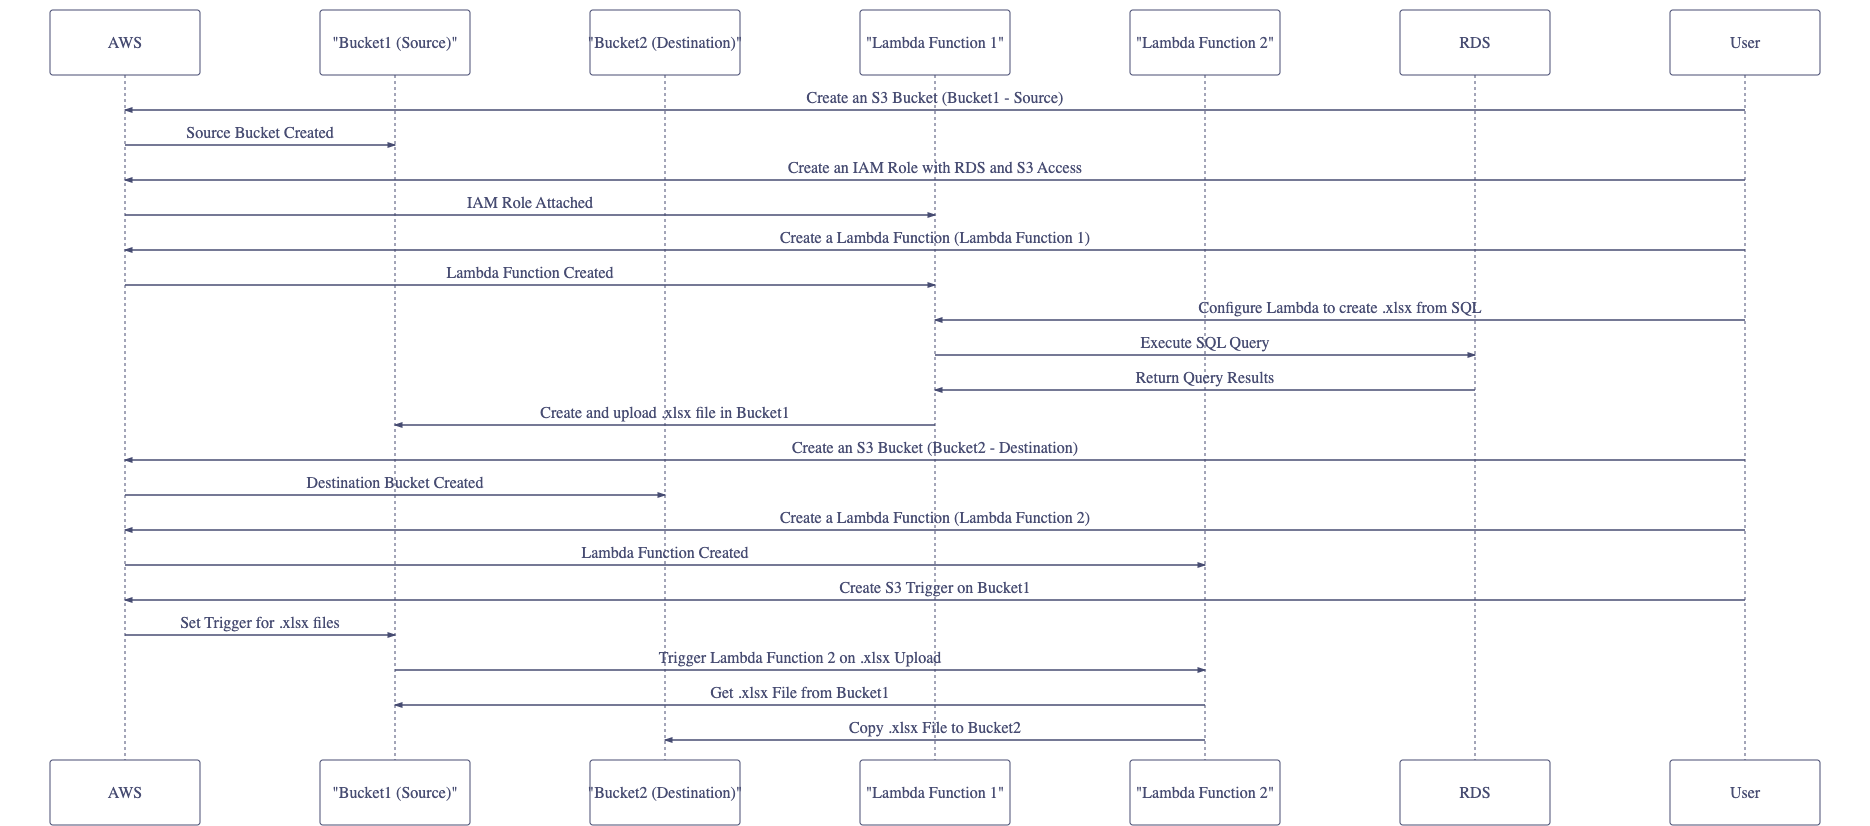 AWS
"Bucket1 (Source)"
"Bucket2 (Destination)"
"Lambda Function 1"
"Lambda Function 2"
RDS
User
Create an S3 Bucket (Bucket1 - Source)
Source Bucket Created
Create an IAM Role with RDS and S3 Access
IAM Role Attached
Create a Lambda Function (Lambda Function 1)
Lambda Function Created
Configure Lambda to create .xlsx from SQL
Execute SQL Query
Return Query Results
Create and upload .xlsx file in Bucket1
Create an S3 Bucket (Bucket2 - Destination)
Destination Bucket Created
Create a Lambda Function (Lambda Function 2)
Lambda Function Created
Create S3 Trigger on Bucket1
Set Trigger for .xlsx files
Trigger Lambda Function 2 on .xlsx Upload
Get .xlsx File from Bucket1
Copy .xlsx File to Bucket2
AWS
"Bucket1 (Source)"
"Bucket2 (Destination)"
"Lambda Function 1"
"Lambda Function 2"
RDS
User